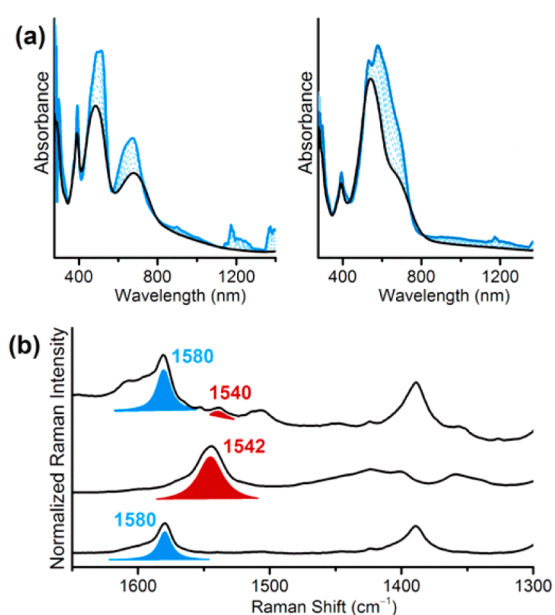 (a)
Absorbance
Absorbance
400 800 1200
400 800 1200
Wavelength (nm)
Wavelength (nm)
(b)
Normalized Raman Intensity
1580
1540
1542
1580
1600 1500 1400 1300
Raman Shift (cm⁻¹)